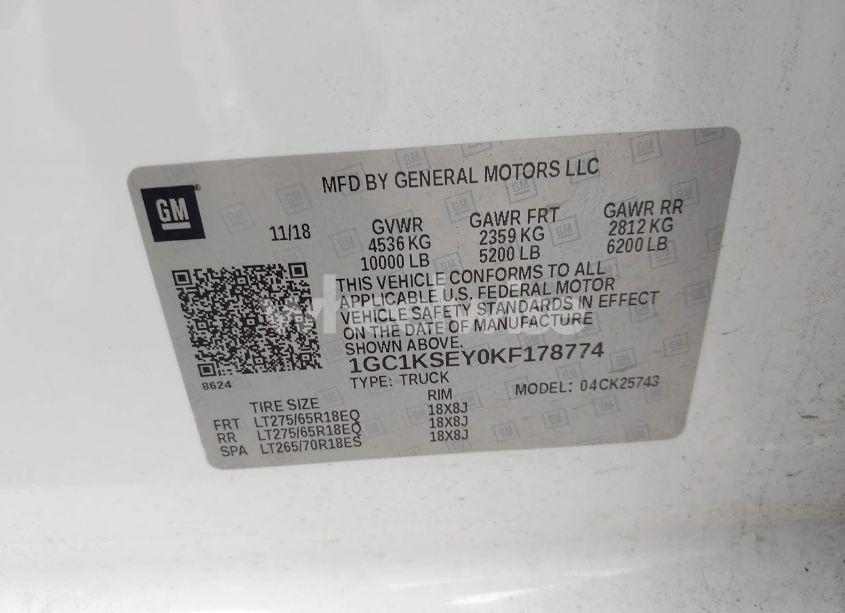 MFD BY GENERAL MOTORS LLC
GM
11/18
GVWR GAWR FRT GAWR RR
4536 KG 2359 KG 2812 KG
10000 LB 5200 LB 6200 LB
THIS VEHICLE CONFORMS TO ALL
APPLICABLE U.S. FEDERAL MOTOR
VEHICLE SAFETY STANDARDS IN EFFECT
ON THE DATE OF MANUFACTURE
SHOWN ABOVE.
1GC1KSEY0KF178774
8624
TYPE: TRUCK MODEL: 04CK25743
TIRE SIZE RIM
FRT LT275/65R18EQ 18X8J
RR LT275/65R18EQ 18X8J
SPA LT265/70R18ES 18X8J